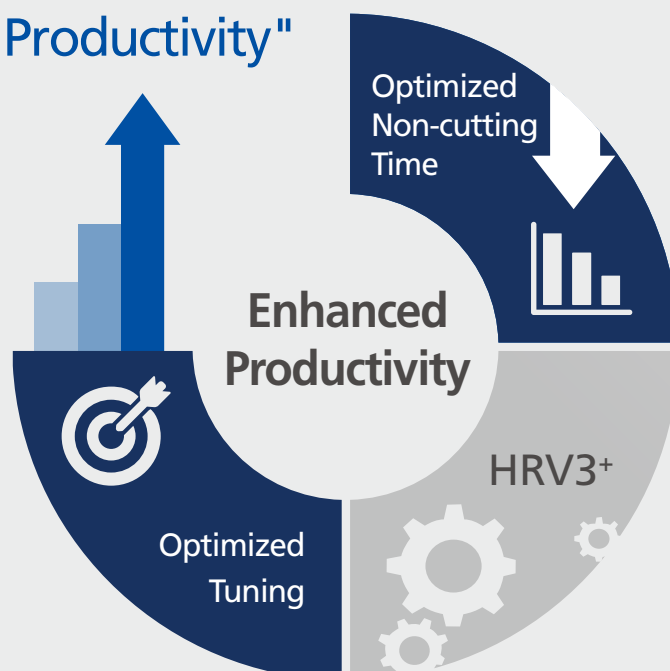 Productivity"
Optimized
Non-cutting
Time
Enhanced
Productivity
HRV3⁺
Optimized
Tuning